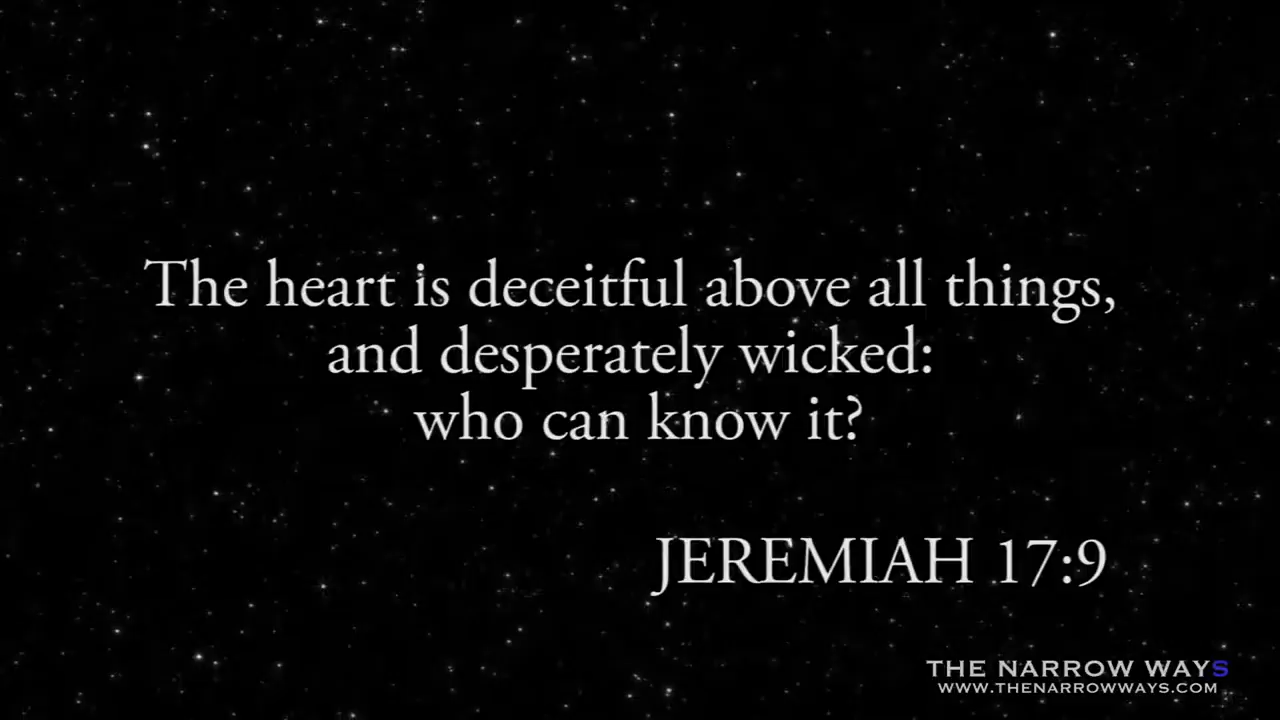 The heart is deceitful above all things,
and desperately wicked:
who can know it?
JEREMIAH 17:9
THE NARROW WAYS
WWW.THENARROWWAYS.COM